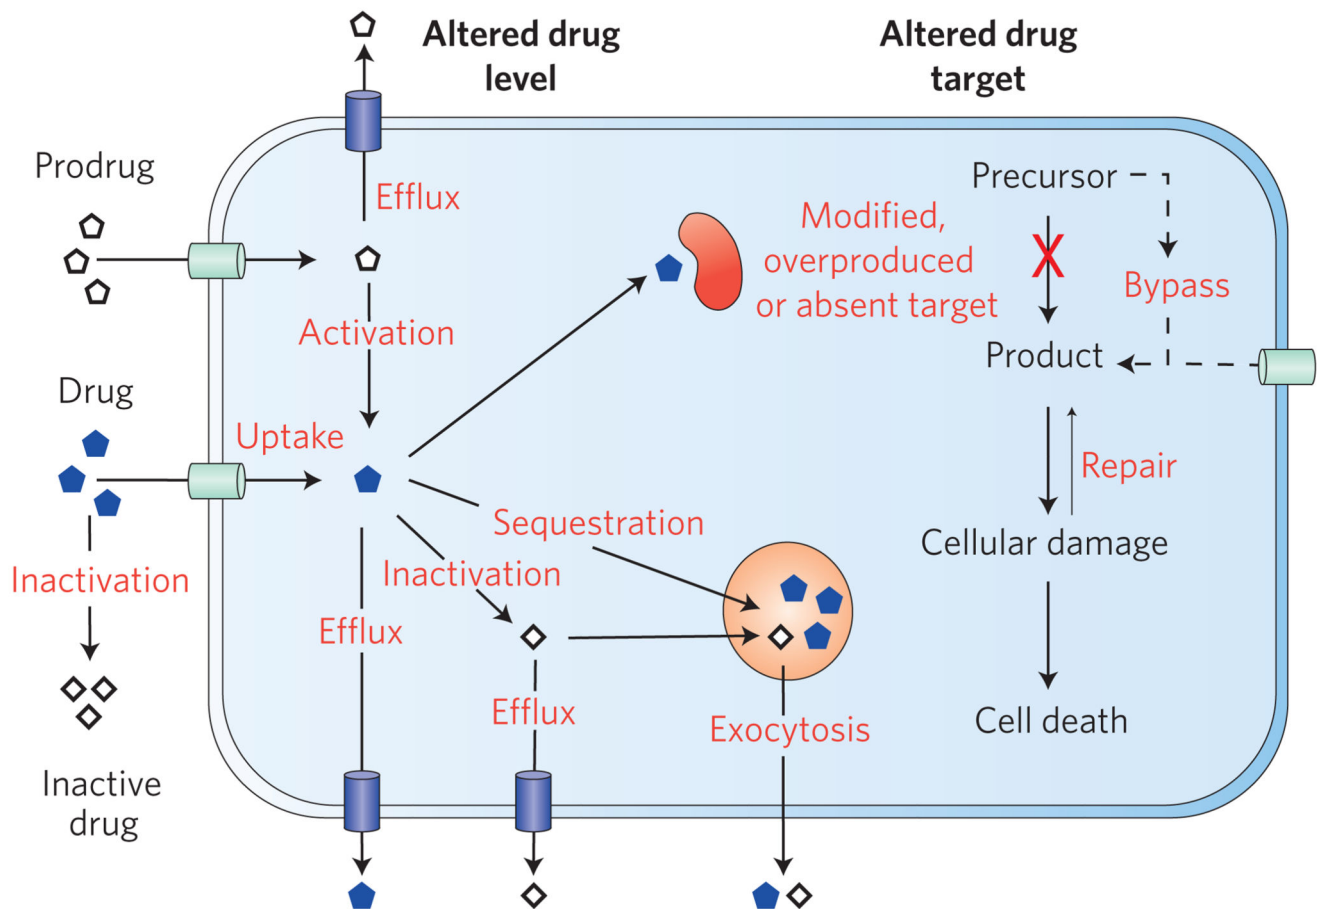 Altered drug
level
Altered drug
target
Prodrug
Efflux
Activation
Modified,
overproduced
or absent target
Precursor
Bypass
Product
Drug
Uptake
Repair
Sequestration
Cellular damage
Inactivation
Inactivation
Efflux
Efflux
Exocytosis
Cell death
Inactive
drug